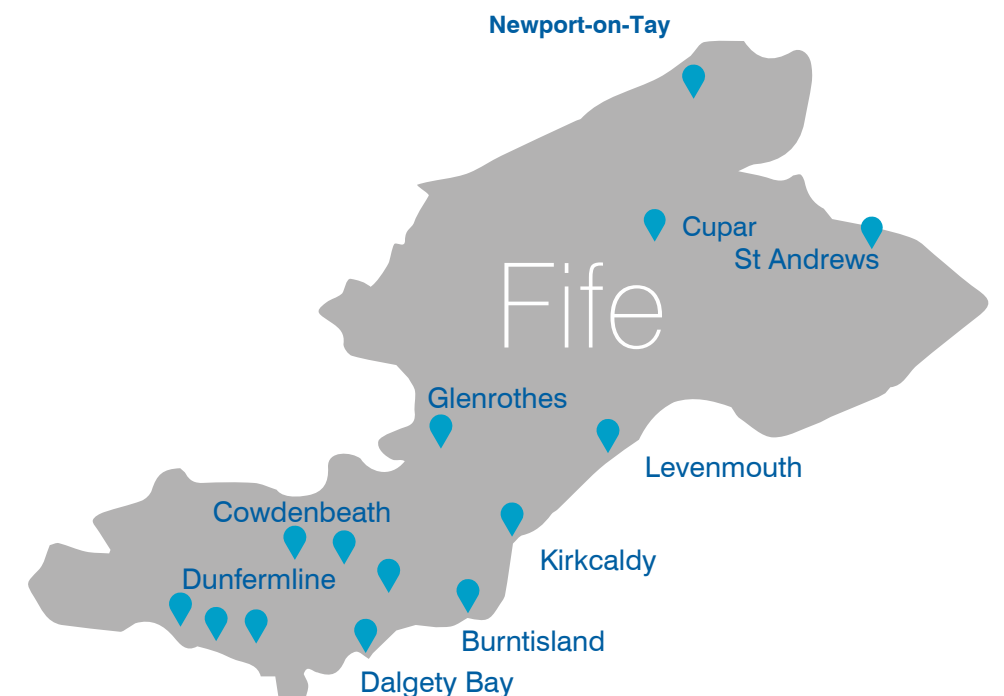 Newport-on-Tay
Cupar
St Andrews
Fife
Glenrothes
Levenmouth
Cowdenbeath
Kirkcaldy
Dunfermline
Burntisland
Dalgety Bay